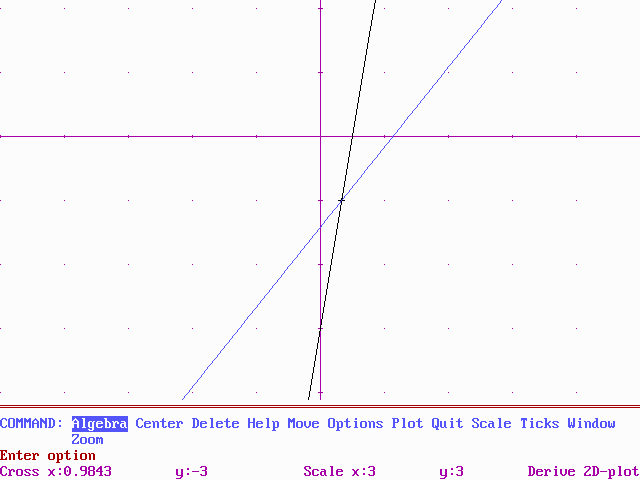 COMMAND: Algebra Center Delete Help Move Options Plot Quit Scale Ticks Window
Zoom
Enter option
Cross x:0.9843 y:-3 Scale x:3 y:3 Derive 2D-plot